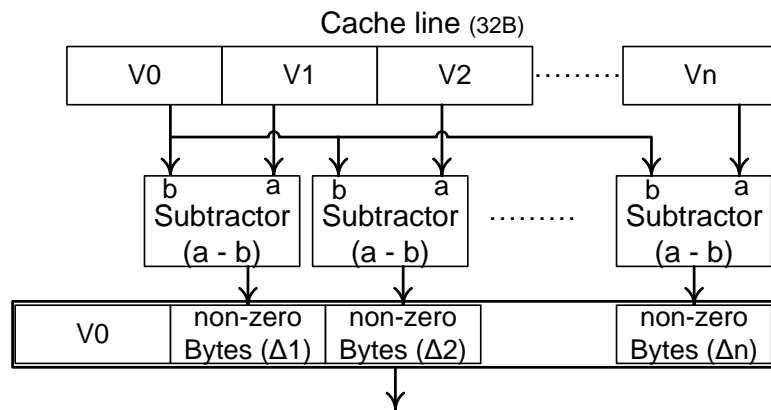 Cache line (32B)
V0 V1 V2 ......... Vn
b a b a b a
Subtractor Subtractor ......... Subtractor
(a - b) (a - b) (a - b)
V0 non-zero non-zero non-zero
Bytes (Δ1) Bytes (Δ2) Bytes (Δn)